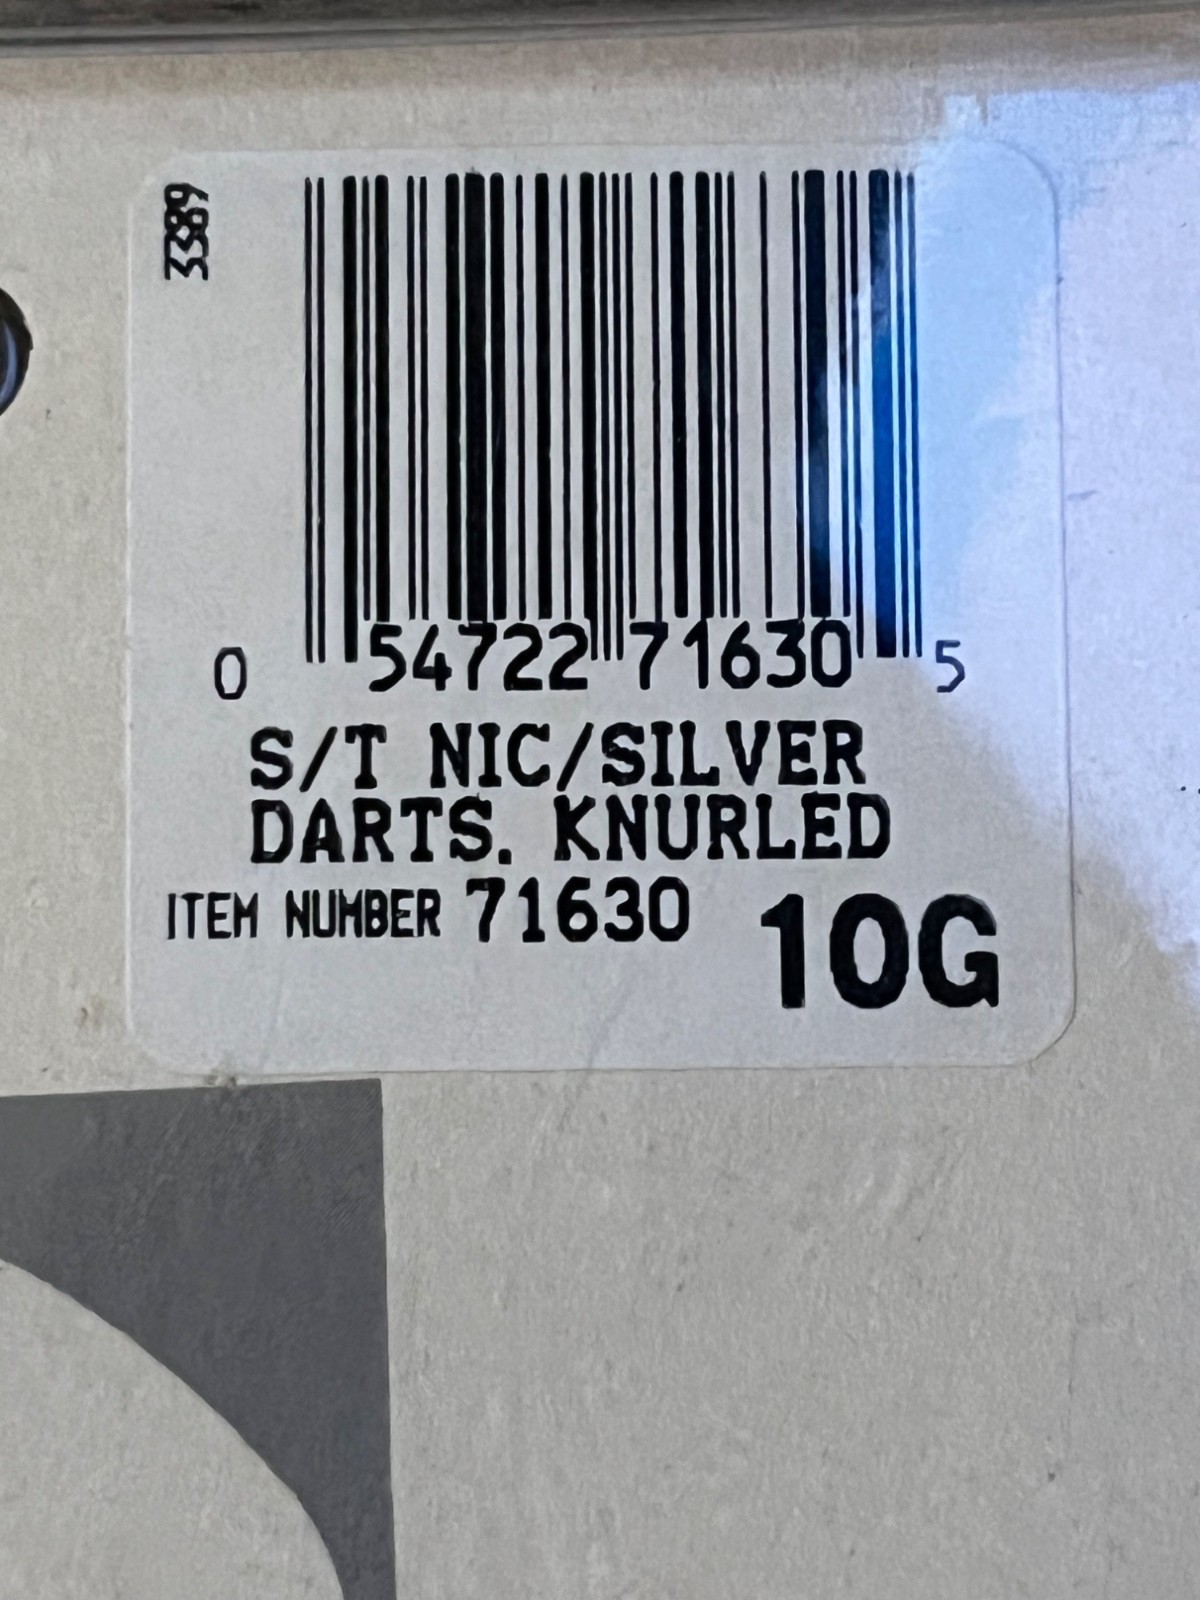 3389
0 54722 71630 5
S/T NIC/SILVER
DARTS. KNURLED
ITEM NUMBER 71630
10G